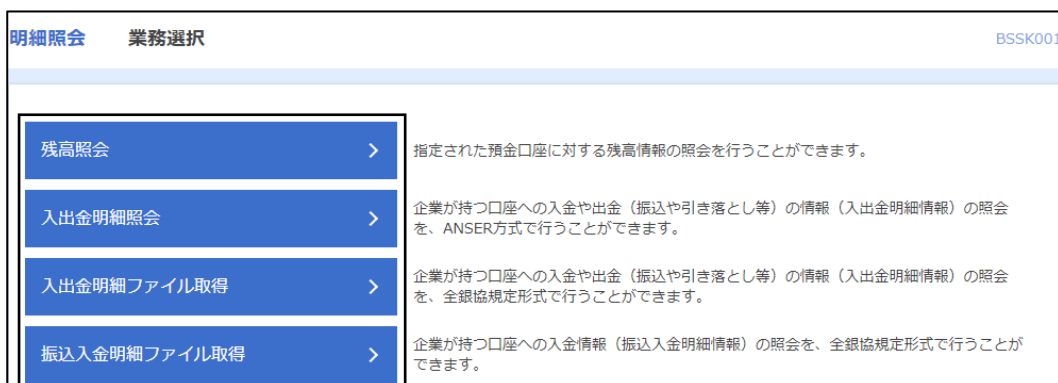 明細照会 業務選択 BSSK001
残高照会
指定された預金口座に対する残高情報の照会を行うことができます。
入出金明細照会
企業が持つ口座への入金や出金（振込や引き落とし等）の情報（入出金明細情報）の照会
を、ANSER方式で行うことができます。
入出金明細ファイル取得
企業が持つ口座への入金や出金（振込や引き落とし等）の情報（入出金明細情報）の照会
を、全銀協規定形式で行うことができます。
振込入金明細ファイル取得
企業が持つ口座への入金情報（振込入金明細情報）の照会を、全銀協規定形式で行うことが
できます。